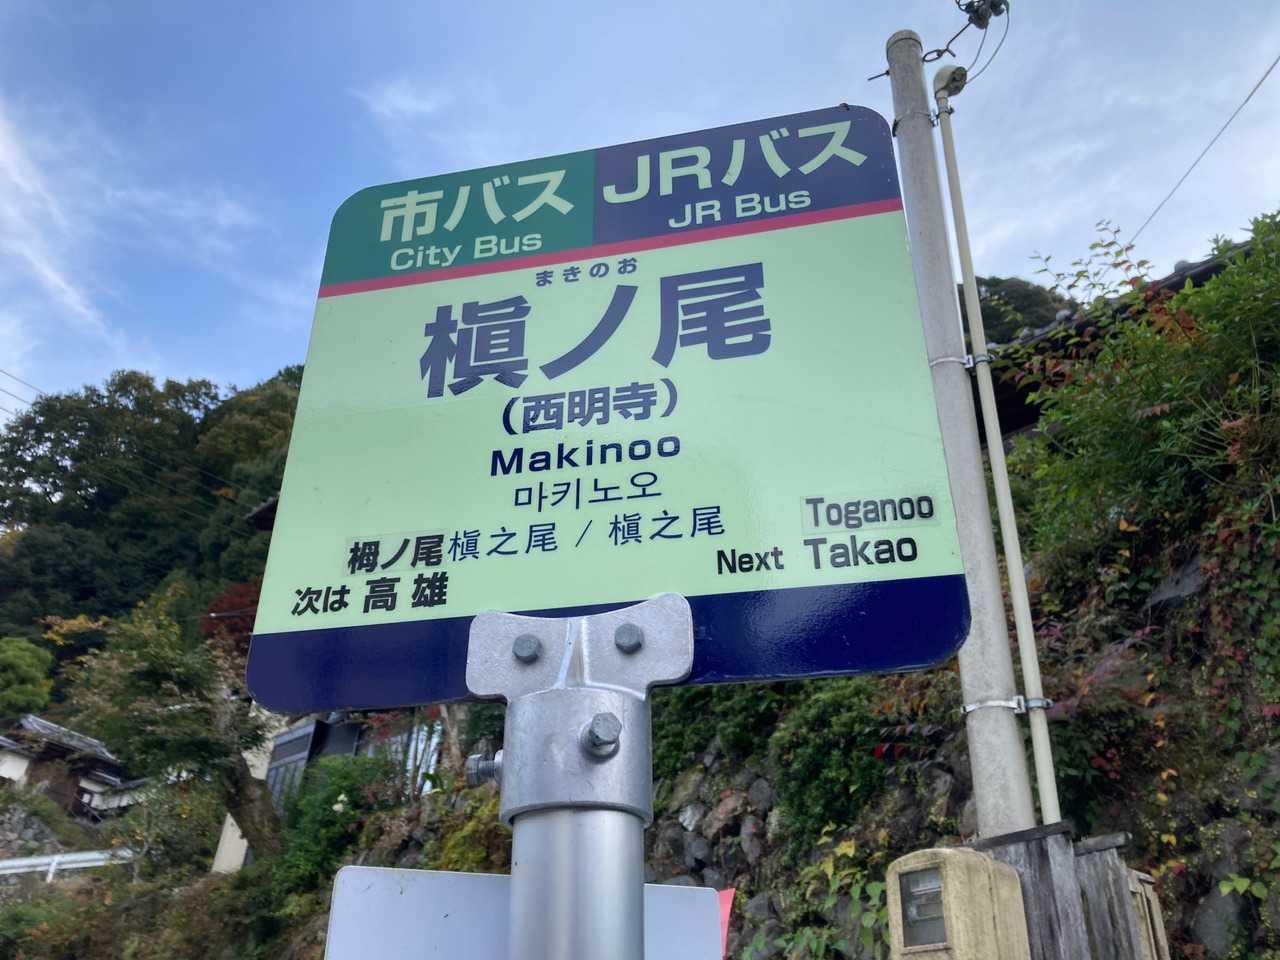 市バス
City Bus
JRバス
JR Bus
まきのお
槇ノ尾
(西明寺)
Makinoo
마키노오
槇之尾 / 槇之尾
栂ノ尾
次は 高雄
Toganoo
Next Takao